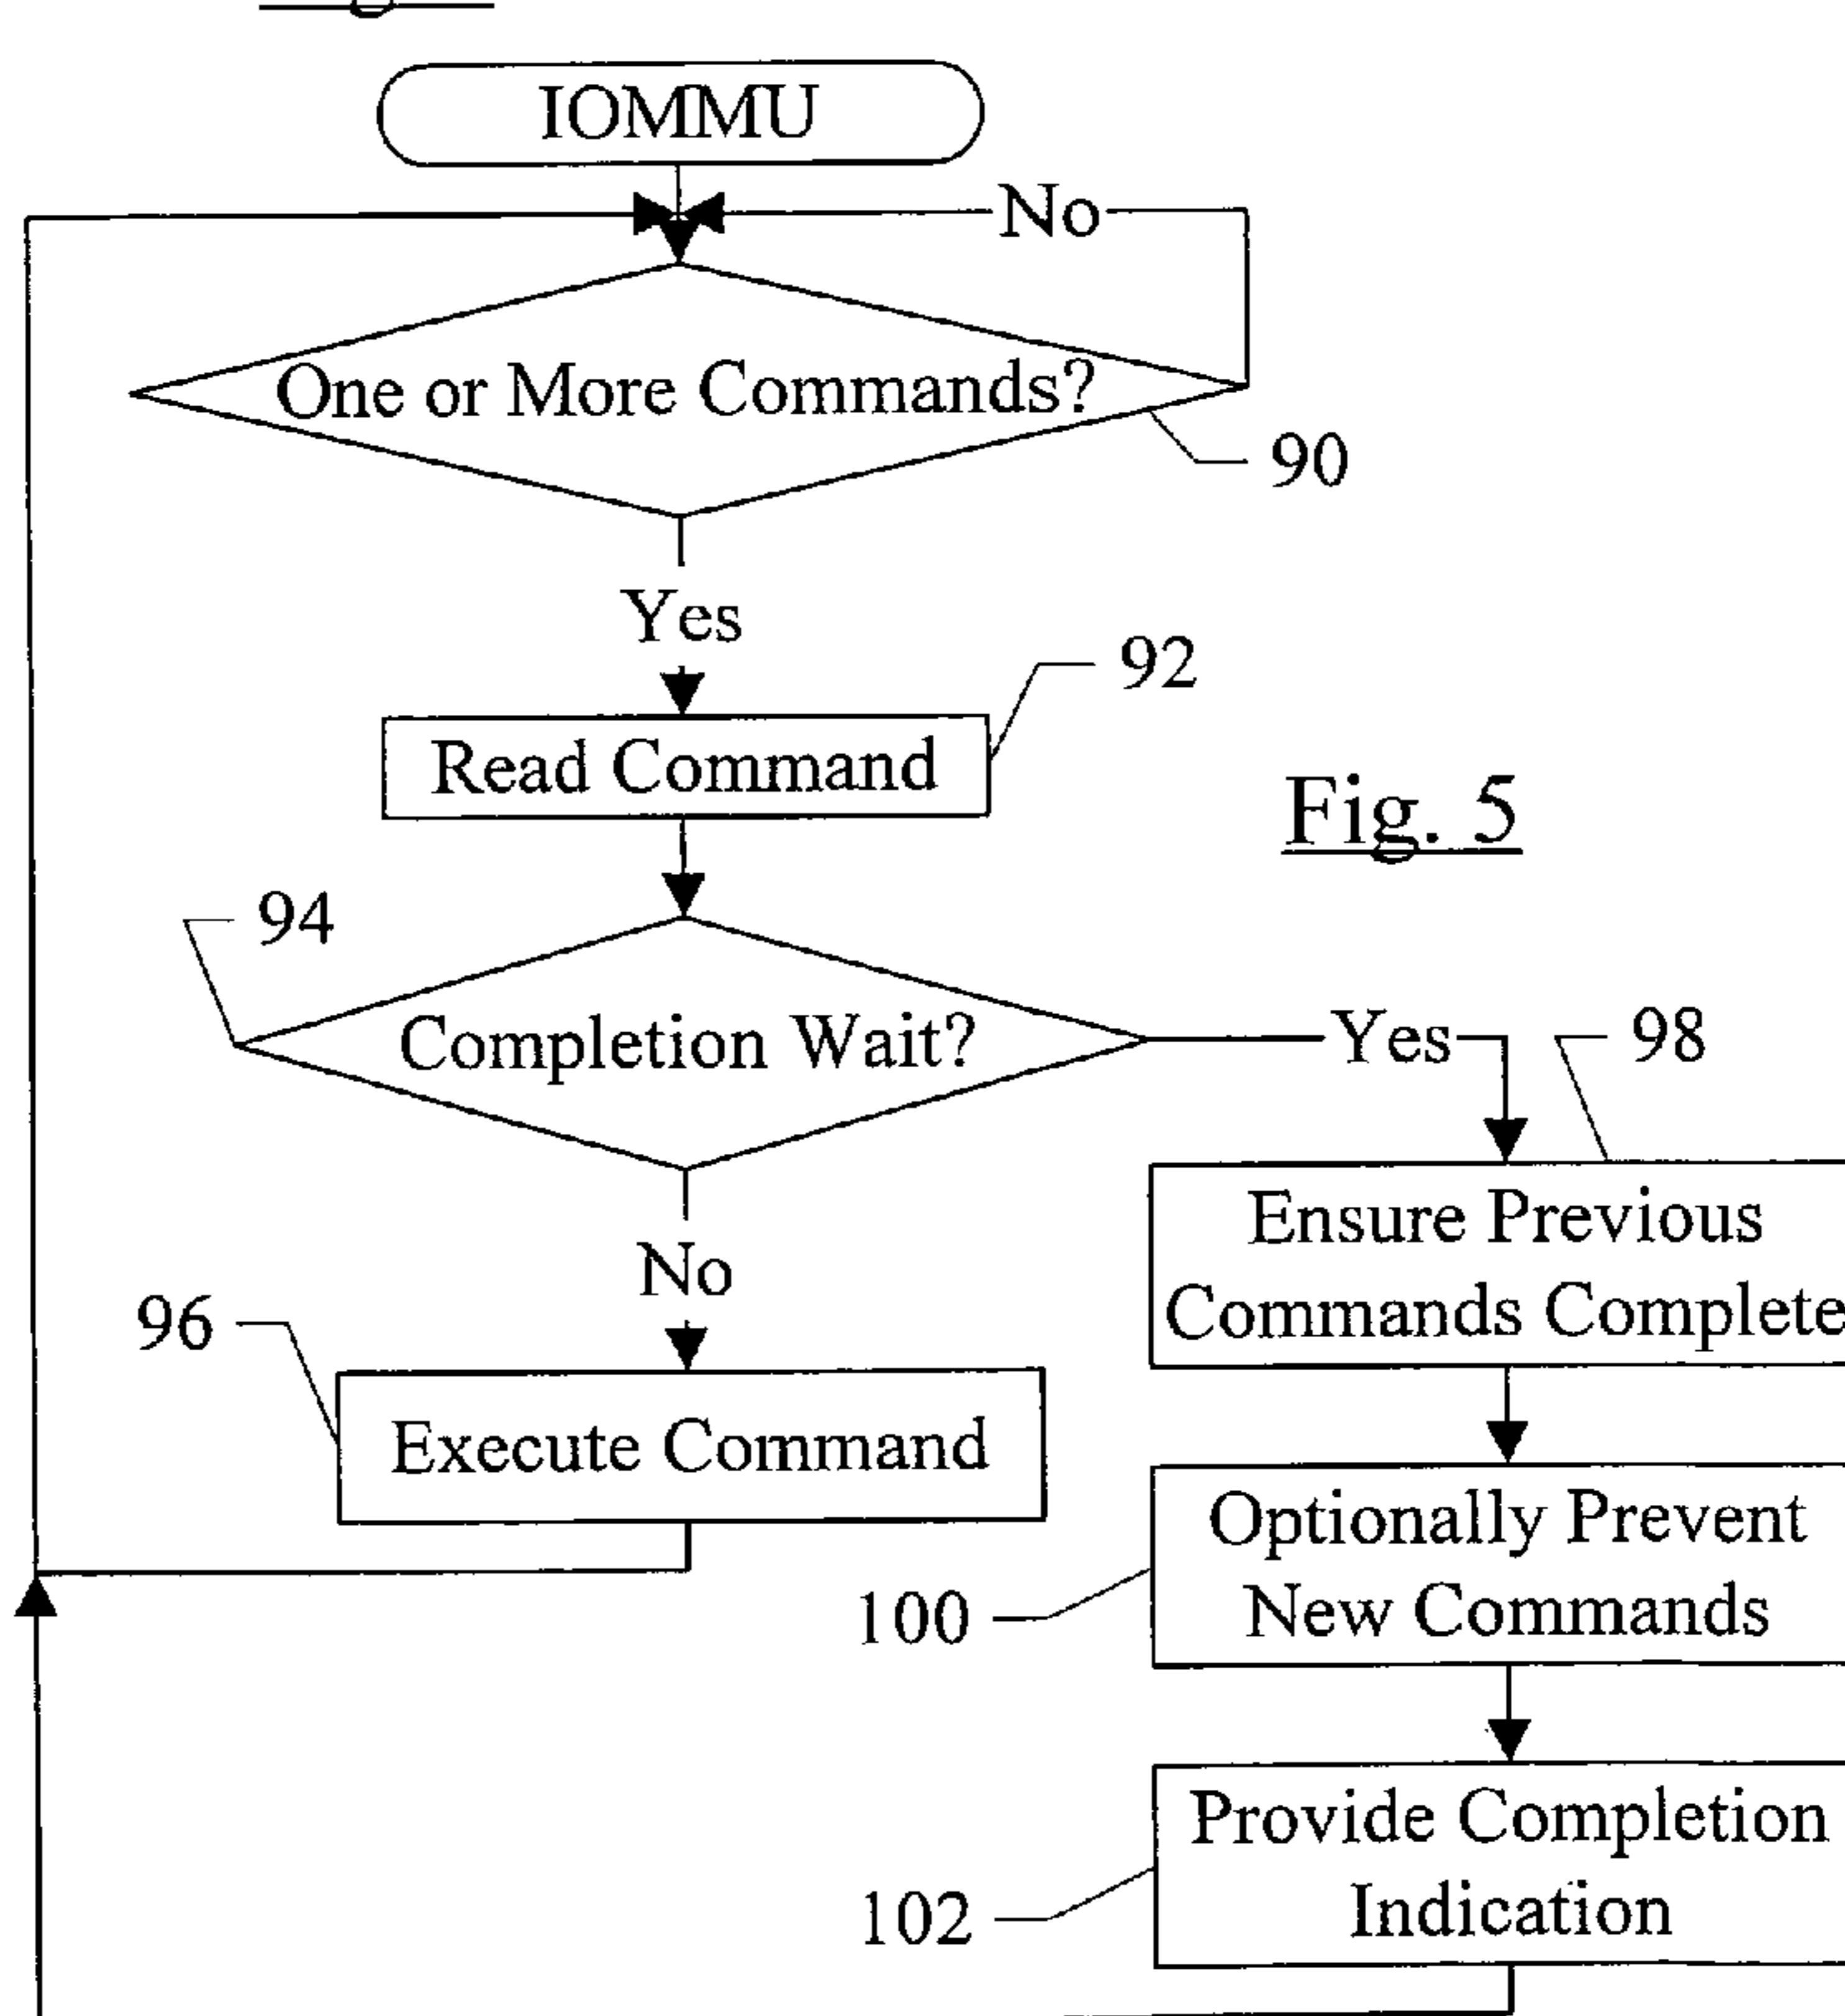 IOMMU
No
One or More Commands?
90
Yes
92
Read Command
Fig. 5
94
Completion Wait?
Yes
98
Ensure Previous
Commands Complete
No
96
Execute Command
Optionally Prevent
New Commands
100
Provide Completion
Indication
102